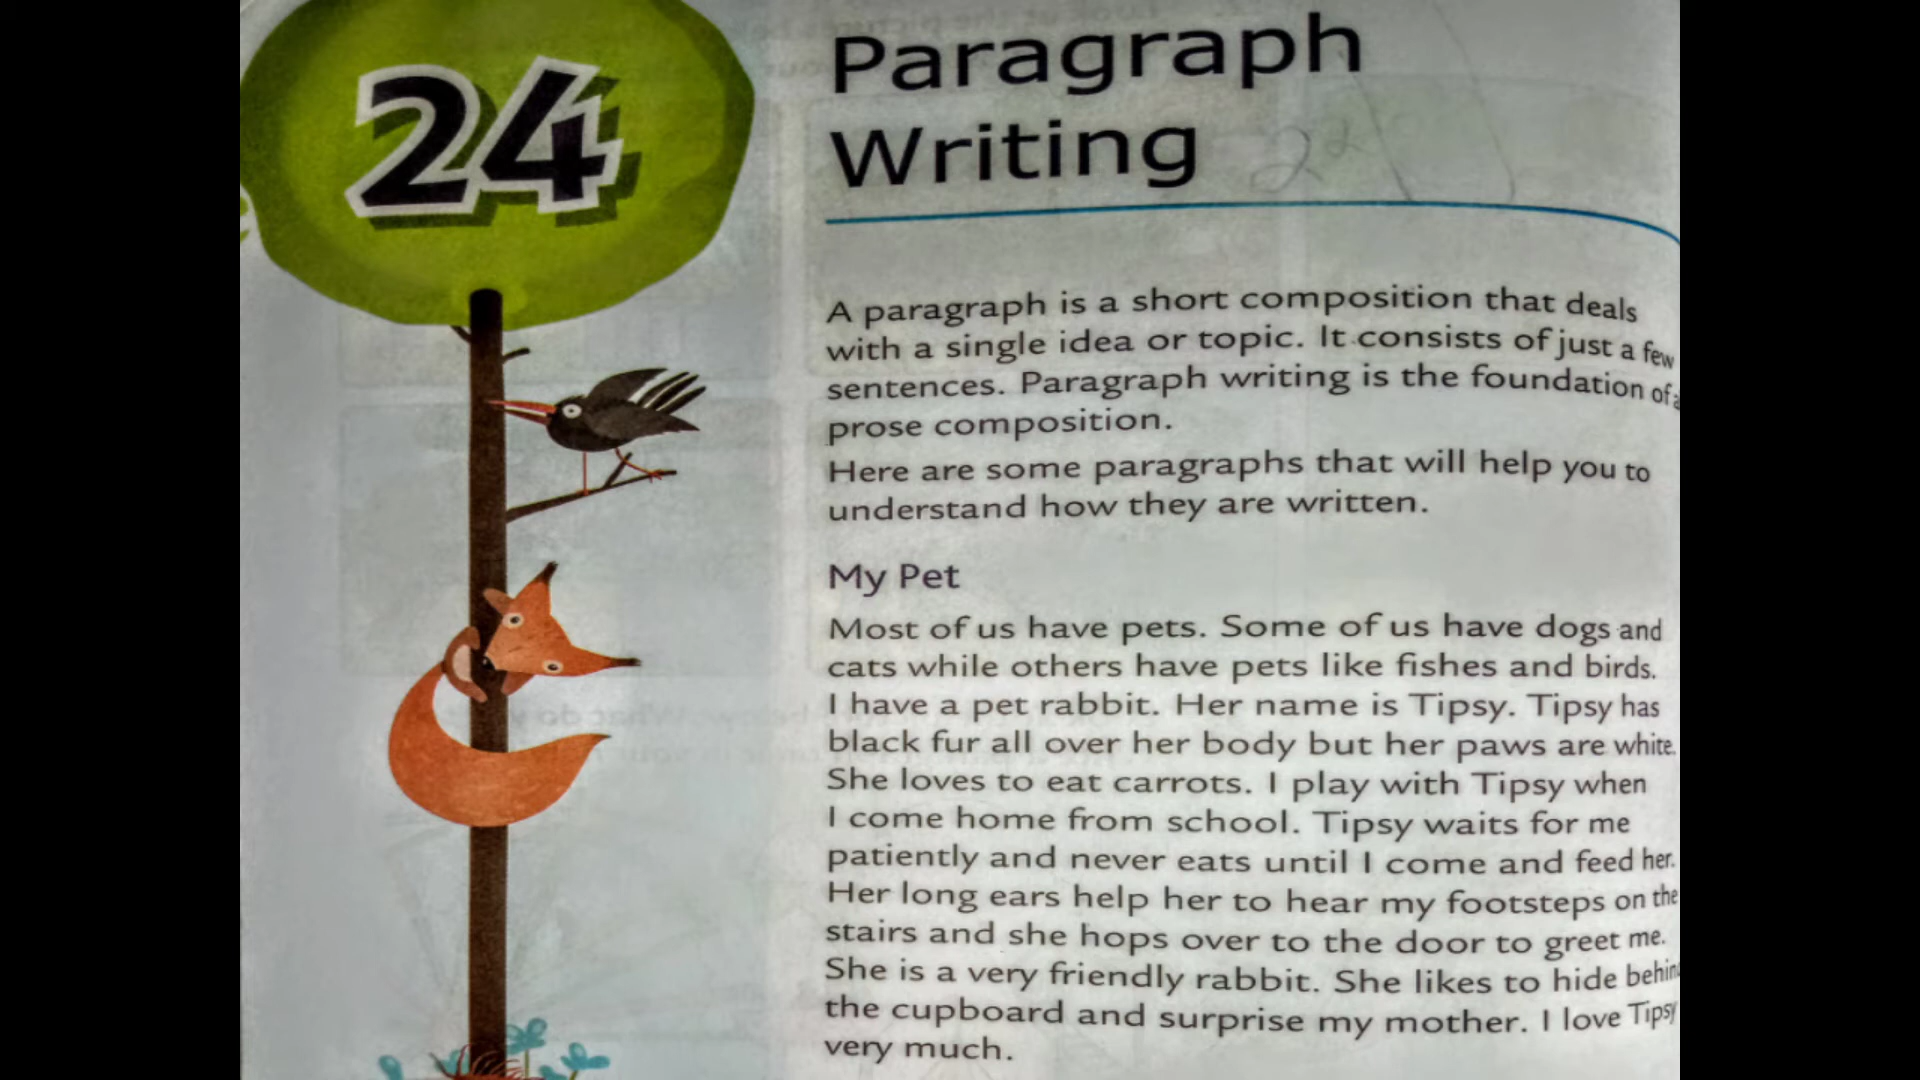 24
Paragraph
Writing
A paragraph is a short composition that deals
with a single idea or topic. It consists of just a few
sentences. Paragraph writing is the foundation of
prose composition.
Here are some paragraphs that will help you to
understand how they are written.
My Pet
Most of us have pets. Some of us have dogs and
cats while others have pets like fishes and birds.
I have a pet rabbit. Her name is Tipsy. Tipsy has
black fur all over her body but her paws are white.
She loves to eat carrots. I play with Tipsy when
I come home from school. Tipsy waits for me
patiently and never eats until I come and feed her.
Her long ears help her to hear my footsteps on the
stairs and she hops over to the door to greet me.
She is a very friendly rabbit. She likes to hide behin
the cupboard and surprise my mother. I love Tipsy
very much.